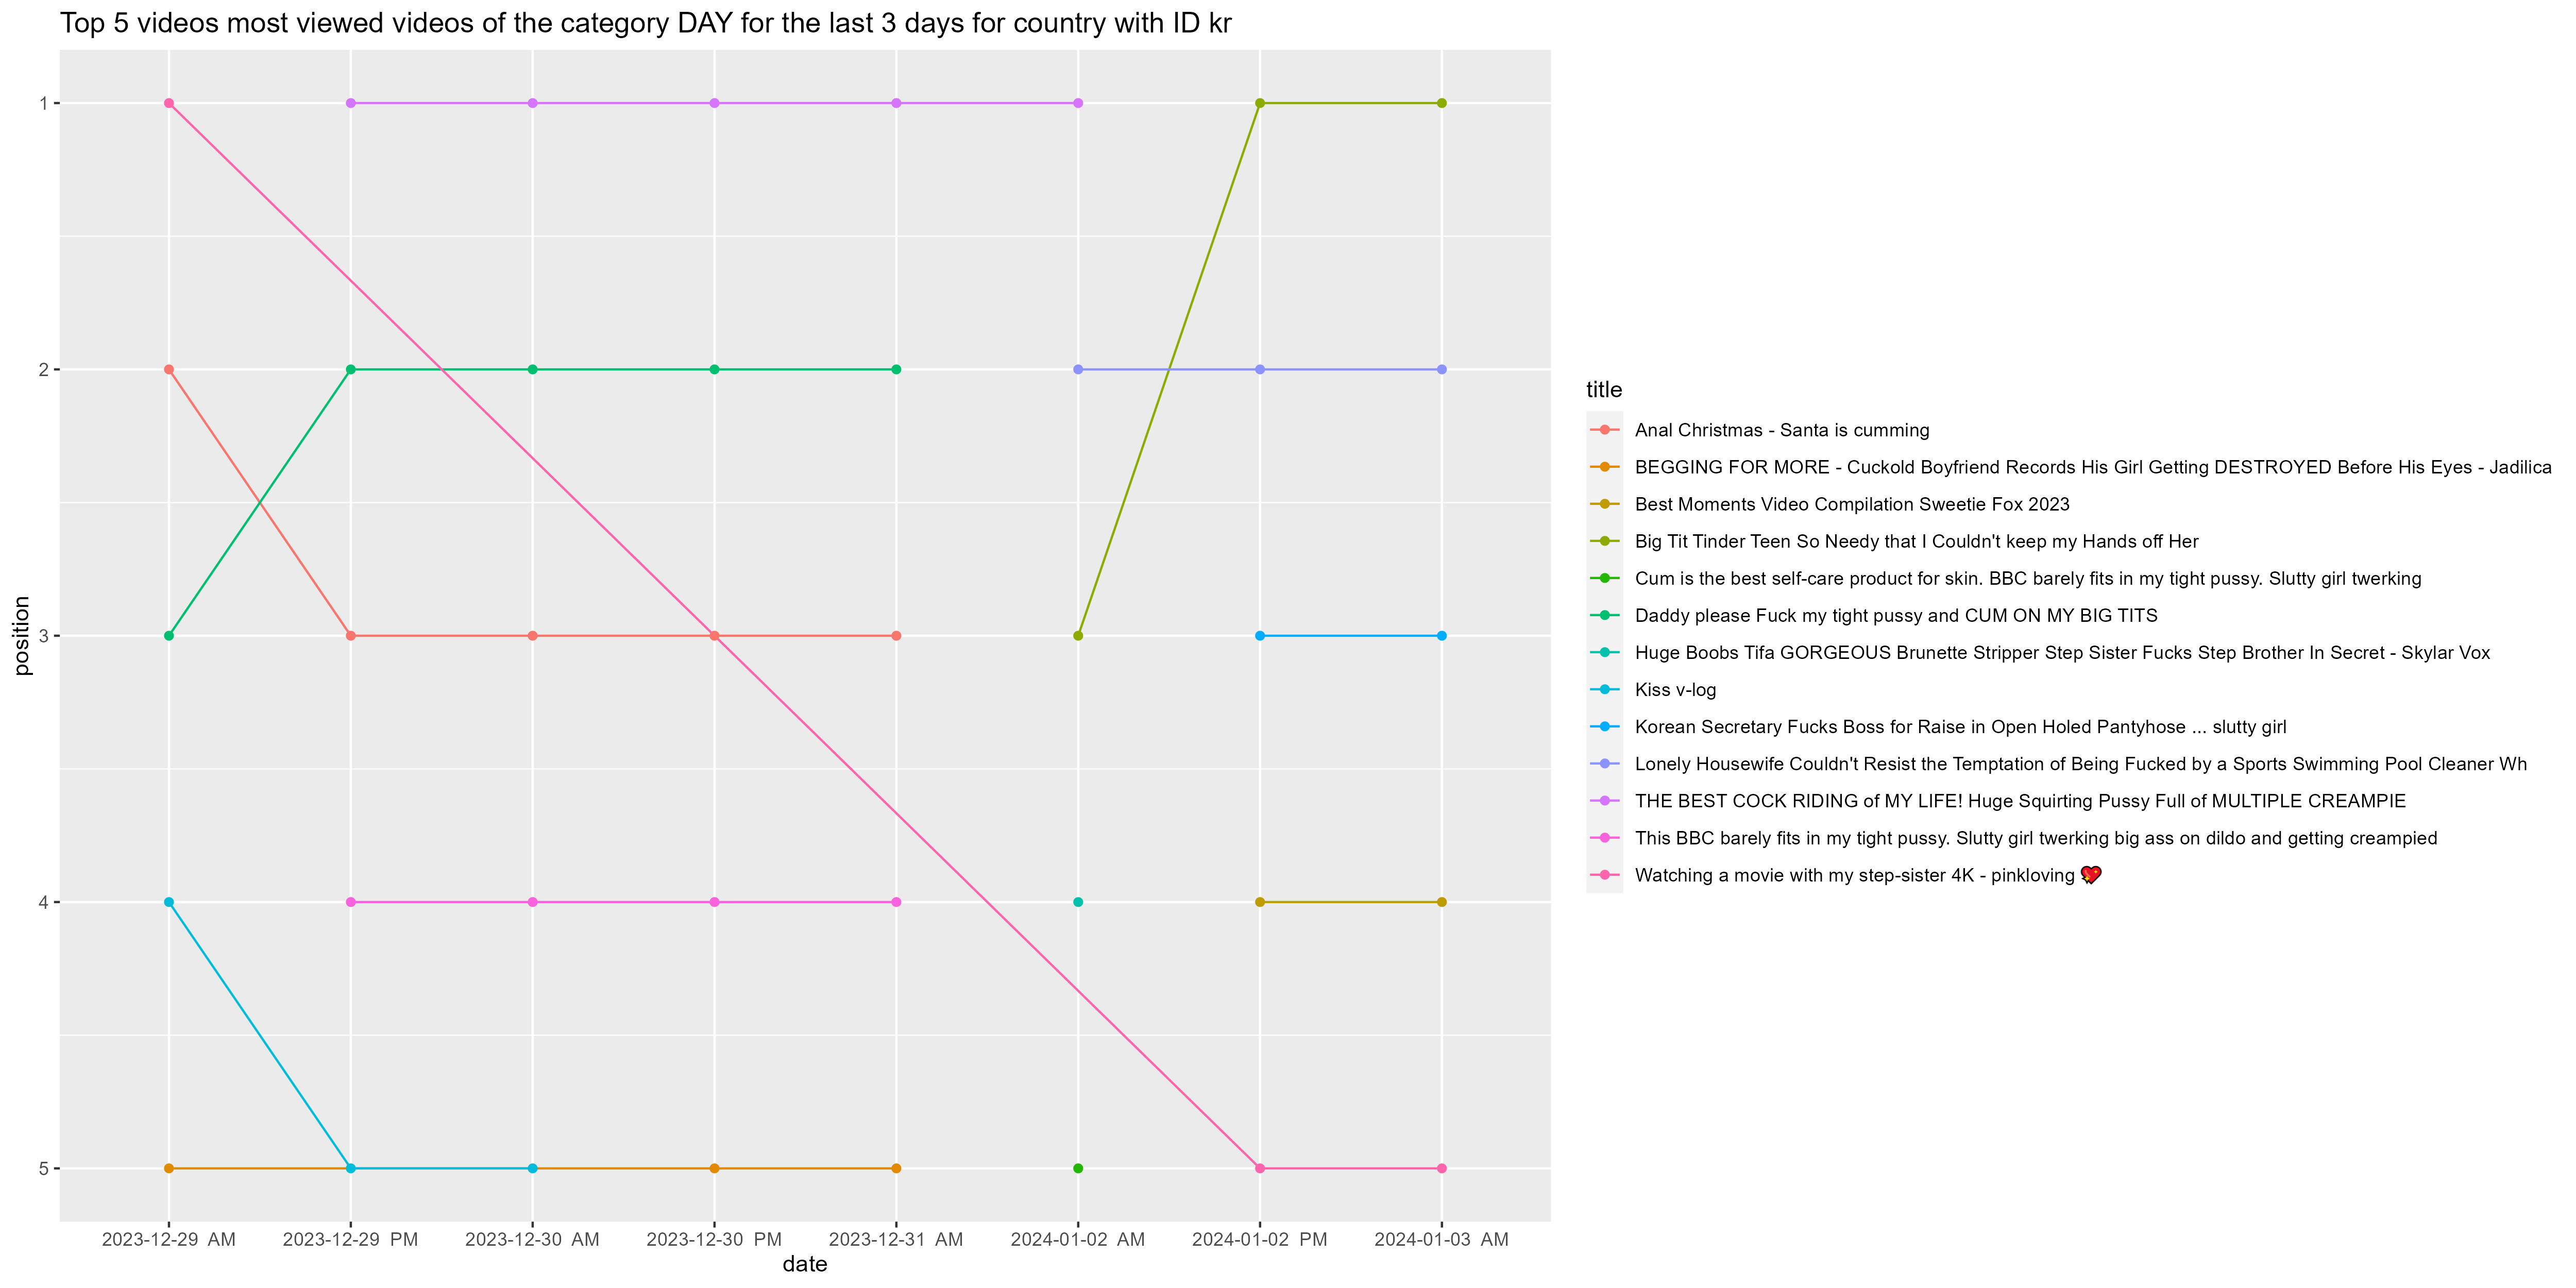 Top 5 videos most viewed videos of the category DAY for the last 3 days for country with ID kr
1
2
3
4
5
position
2023-12-29 AM
2023-12-29 PM
2023-12-30 AM
2023-12-30 PM
2023-12-31 AM
2024-01-02 AM
2024-01-02 PM
2024-01-03 AM
date
title
Anal Christmas - Santa is cumming
BEGGING FOR MORE - Cuckold Boyfriend Records His Girl Getting DESTROYED Before His Eyes - Jadilica
Best Moments Video Compilation Sweetie Fox 2023
Big Tit Tinder Teen So Needy that I Couldn't keep my Hands off Her
Cum is the best self-care product for skin. BBC barely fits in my tight pussy. Slutty girl twerking
Daddy please Fuck my tight pussy and CUM ON MY BIG TITS
Huge Boobs Tifa GORGEOUS Brunette Stripper Step Sister Fucks Step Brother In Secret - Skylar Vox
Kiss v-log
Korean Secretary Fucks Boss for Raise in Open Holed Pantyhose ... slutty girl
Lonely Housewife Couldn't Resist the Temptation of Being Fucked by a Sports Swimming Pool Cleaner Wh
THE BEST COCK RIDING of MY LIFE! Huge Squirting Pussy Full of MULTIPLE CREAMPIE
This BBC barely fits in my tight pussy. Slutty girl twerking big ass on dildo and getting creampied
Watching a movie with my step-sister 4K - pinkloving 💖